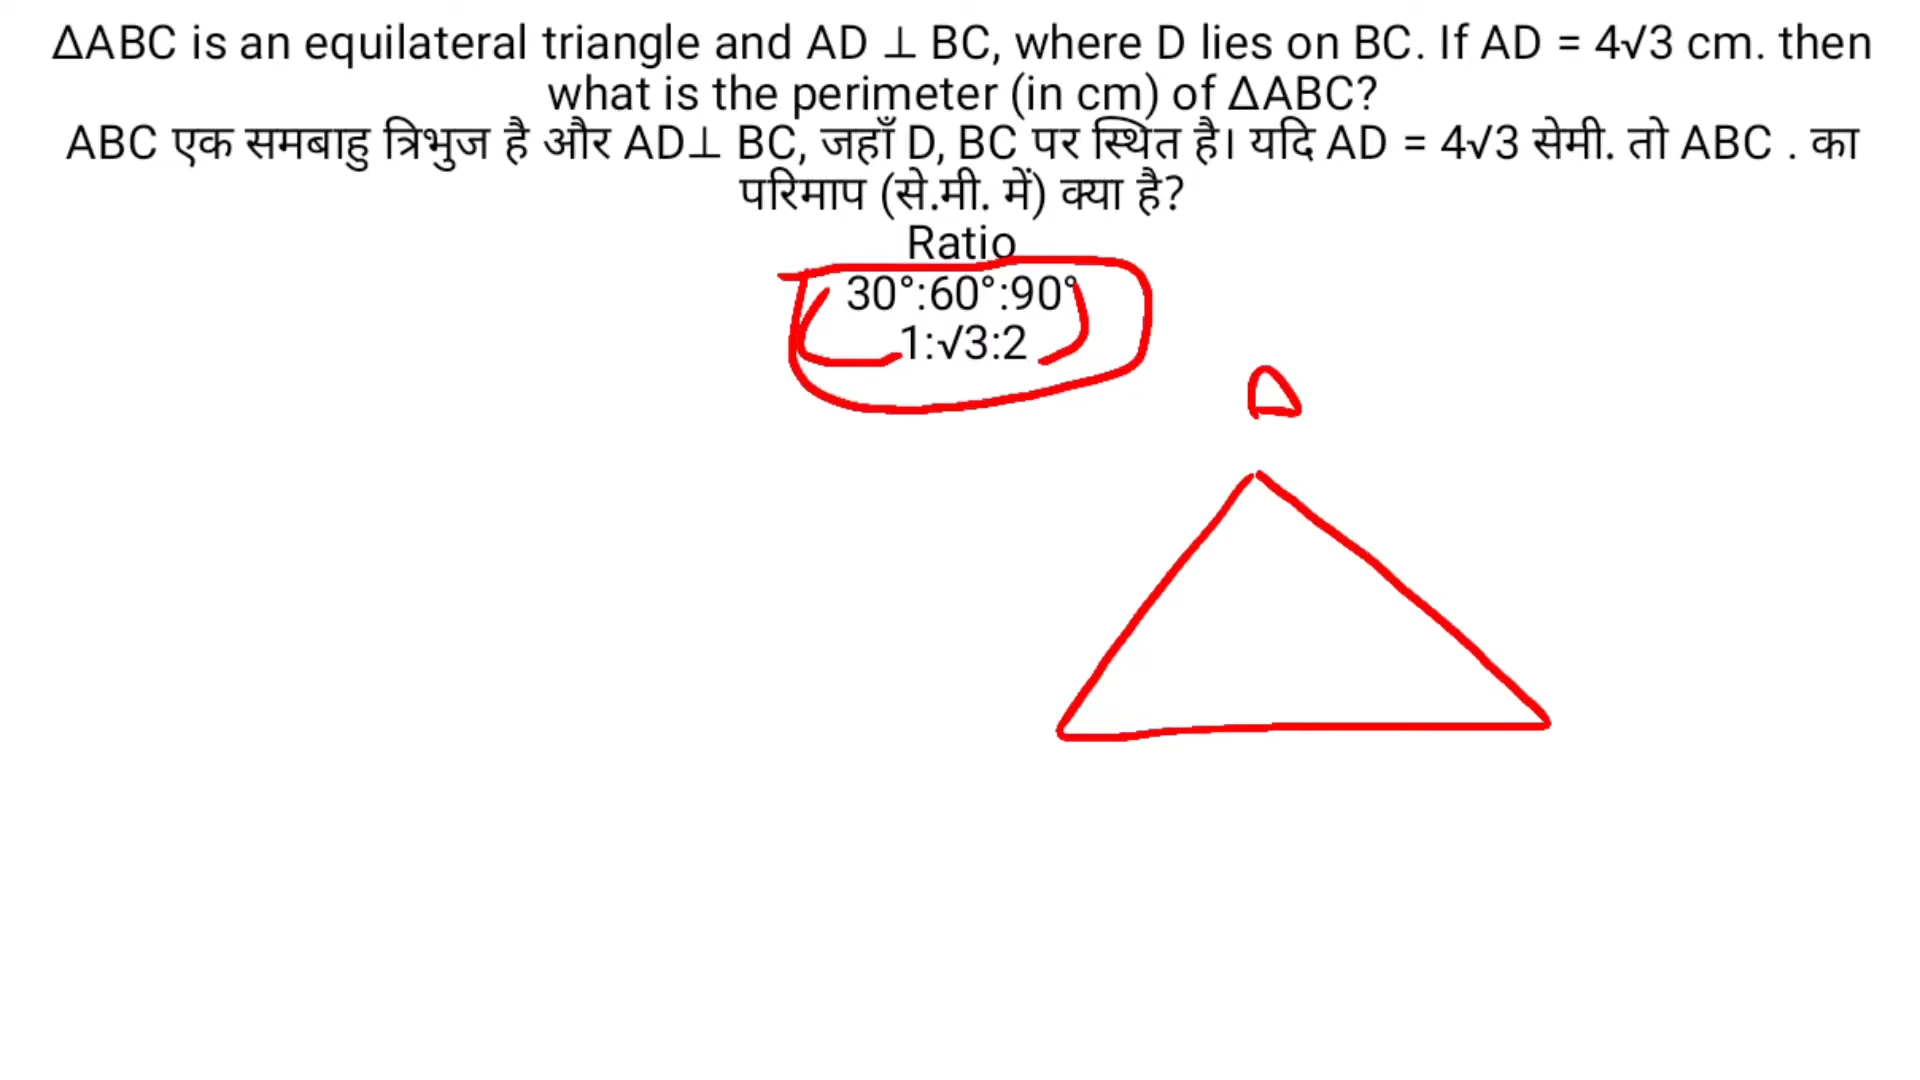 ΔABC is an equilateral triangle and AD ⊥ BC, where D lies on BC. If AD = 4√3 cm. then
what is the perimeter (in cm) of ΔABC?
ABC एक समबाहु त्रिभुज है और AD⊥ BC, जहाँ D, BC पर स्थित है। यदि AD = 4√3 सेमी. तो ABC . का
परिमाप (से.मी. में) क्या है?
Ratio
30°:60°:90°
1:√3:2